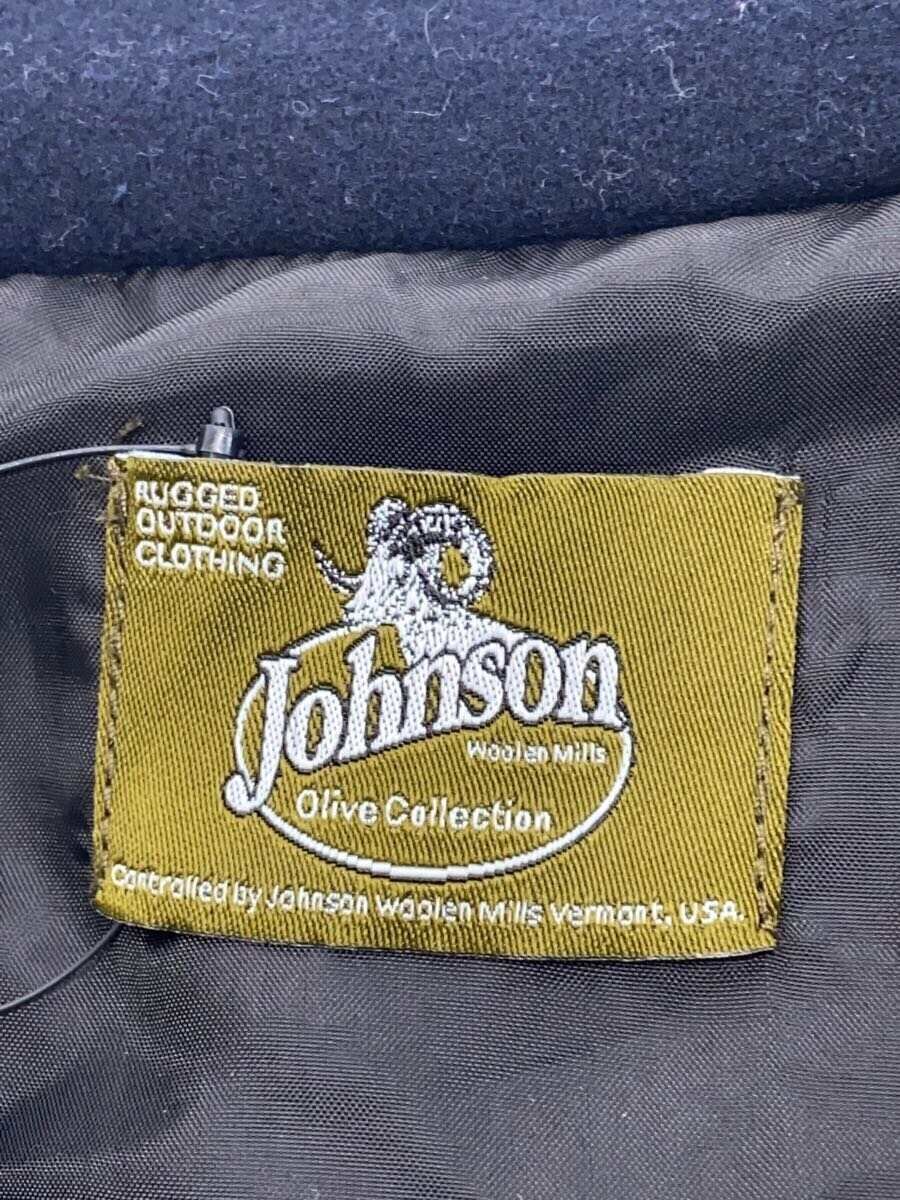 RUGGED
OUTDOOR
CLOTHING
Johnson
Woolen Mills
Olive Collection
Controlled by Johnson Woolen Mills Vermont, USA.